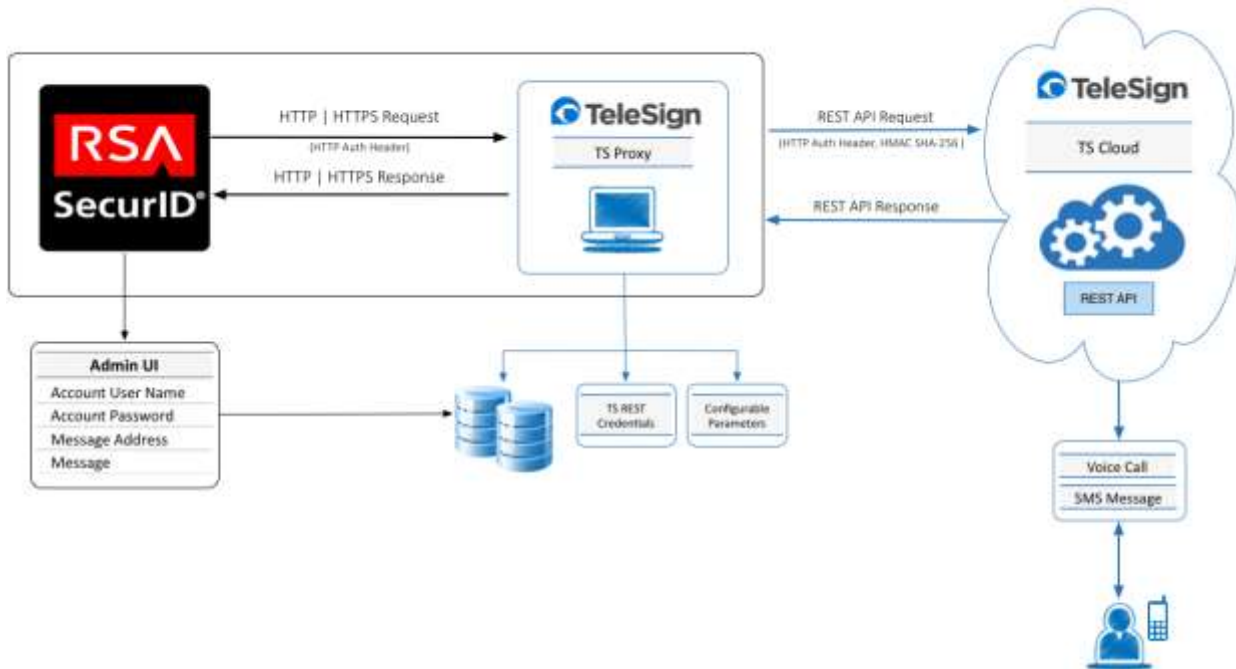 RSA
SecurID®
HTTP | HTTPS Request
(HTTP Auth Header)
HTTP | HTTPS Response
TeleSign
TS Proxy
REST API Request
(HTTP Auth Header, HMAC SHA-256 )
REST API Response
TeleSign
TS Cloud
REST API
Admin UI
Account User Name
Account Password
Message Address
Message
TS REST
Credentials
Configurable
Parameters
Voice Call
SMS Message